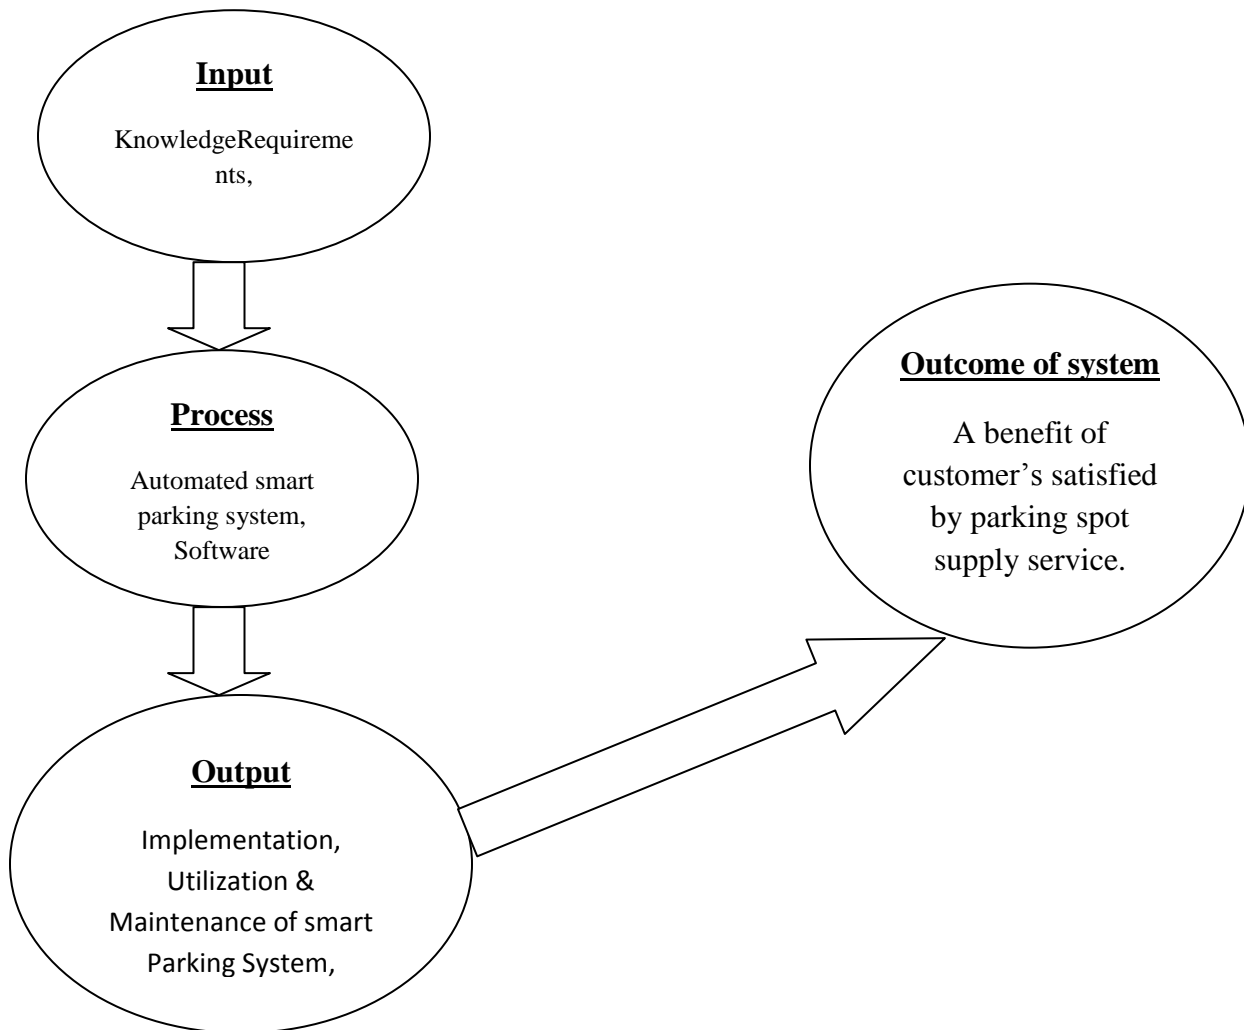 Input
KnowledgeRequireme
nts,
Process
Automated smart
parking system,
Software
Output
Implementation,
Utilization &
Maintenance of smart
Parking System,
Outcome of system
A benefit of
customer’s satisfied
by parking spot
supply service.